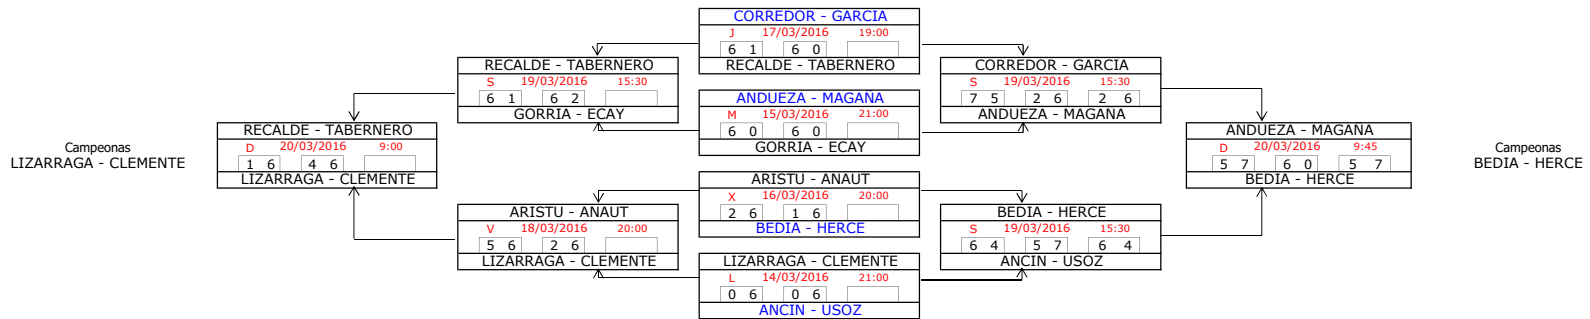 CORREDOR - GARCIA
J 17/03/2016 19:00
6 1 6 0
RECALDE - TABERNERO
RECALDE - TABERNERO
S 19/03/2016 15:30
6 1 6 2
GORRIA - ECAY
CORREDOR - GARCIA
S 19/03/2016 15:30
7 5 2 6 2 6
ANDUEZA - MAGAÑA
ANDUEZA - MAGAÑA
M 15/03/2016 21:00
6 0 6 0
GORRIA - ECAY
Campeonas
LIZARRAGA - CLEMENTE
RECALDE - TABERNERO
D 20/03/2016 9:00
1 6 4 6
LIZARRAGA - CLEMENTE
ANDUEZA - MAGAÑA
D 20/03/2016 9:45
5 7 6 0 5 7
BEDIA - HERCE
Campeonas
BEDIA - HERCE
ARISTU - ANAUT
X 16/03/2016 20:00
2 6 1 6
BEDIA - HERCE
ARISTU - ANAUT
V 18/03/2016 20:00
5 6 2 6
LIZARRAGA - CLEMENTE
BEDIA - HERCE
S 19/03/2016 15:30
6 4 5 7 6 4
ANCIN - USOZ
LIZARRAGA - CLEMENTE
L 14/03/2016 21:00
0 6 0 6
ANCIN - USOZ